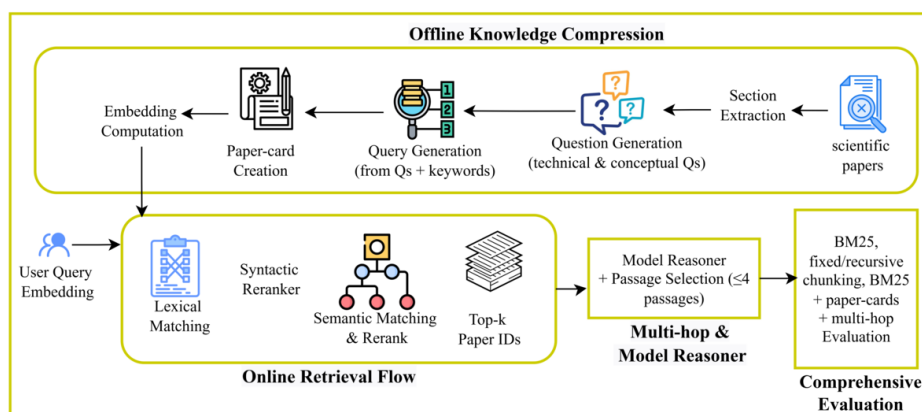 Offline Knowledge Compression
Embedding
Computation
Paper-card
Creation
1
2
3
Query Generation
(from Qs + keywords)
Question Generation
(technical & conceptual Qs)
Section
Extraction
scientific
papers
User Query
Embedding
Lexical
Matching
Syntactic
Reranker
Semantic Matching
& Rerank
Top-k
Paper IDs
Online Retrieval Flow
Model Reasoner
+ Passage Selection (≤4
passages)
Multi-hop &
Model Reasoner
BM25,
fixed/recursive
chunking, BM25
+ paper-cards
+ multi-hop
Evaluation
Comprehensive
Evaluation